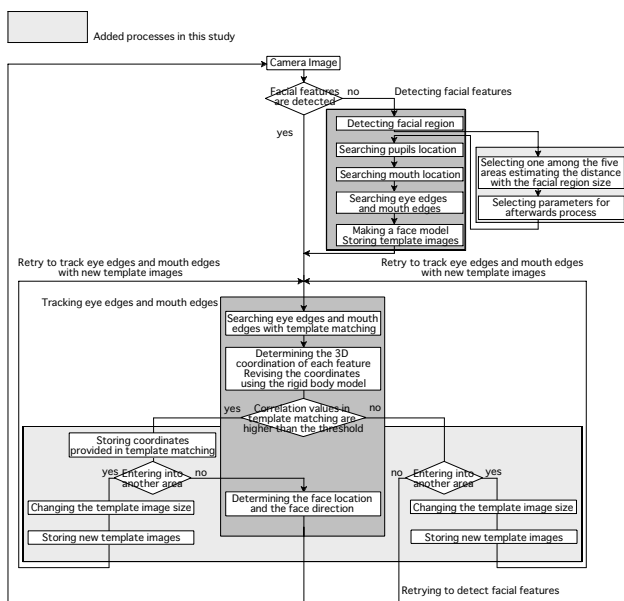 Added processes in this study
Camera Image
Facial features
are detected
no
Detecting facial features
yes
Detecting facial region
Searching pupils location
Searching mouth location
Searching eye edges
and mouth edges
Making a face model
Storing template images
Selecting one among the five
areas estimating the distance
with the facial region size
Selecting parameters for
afterwards process
Retry to track eye edges and mouth edges
with new template images
Retry to track eye edges and mouth edges
with new template images
Tracking eye edges and mouth edges
Searching eye edges and mouth
edges with template matching
Determining the 3D
coordination of each feature
Revising the coordinates
using the rigid body model
yes
Correlation values in
Template matching are
higher than the threshold
no
Storing coordinates
provided in template matching
yes
Entering into
another area
no
Changing the template image size
Storing new template images
Determining the face location
and the face direction
no
Entering into
another area
yes
Changing the template image size
Storing new template images
Retrying to detect facial features